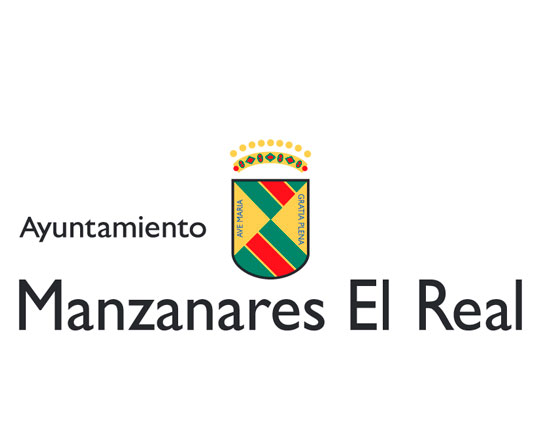 Ayuntamiento
AVE MARIA
GRATIA PLENA
Manzanares El Real